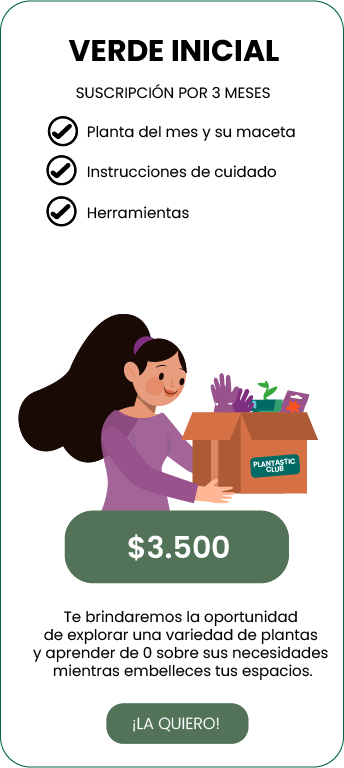 VERDE INICIAL
SUSCRIPCIÓN POR 3 MESES
Planta del mes y su maceta
Instrucciones de cuidado
Herramientas
PLANTASTIC
CLUB
$3.500
Te brindaremos la oportunidad
de explorar una variedad de plantas
y aprender de 0 sobre sus necesidades
mientras embelleces tus espacios.
¡LA QUIERO!